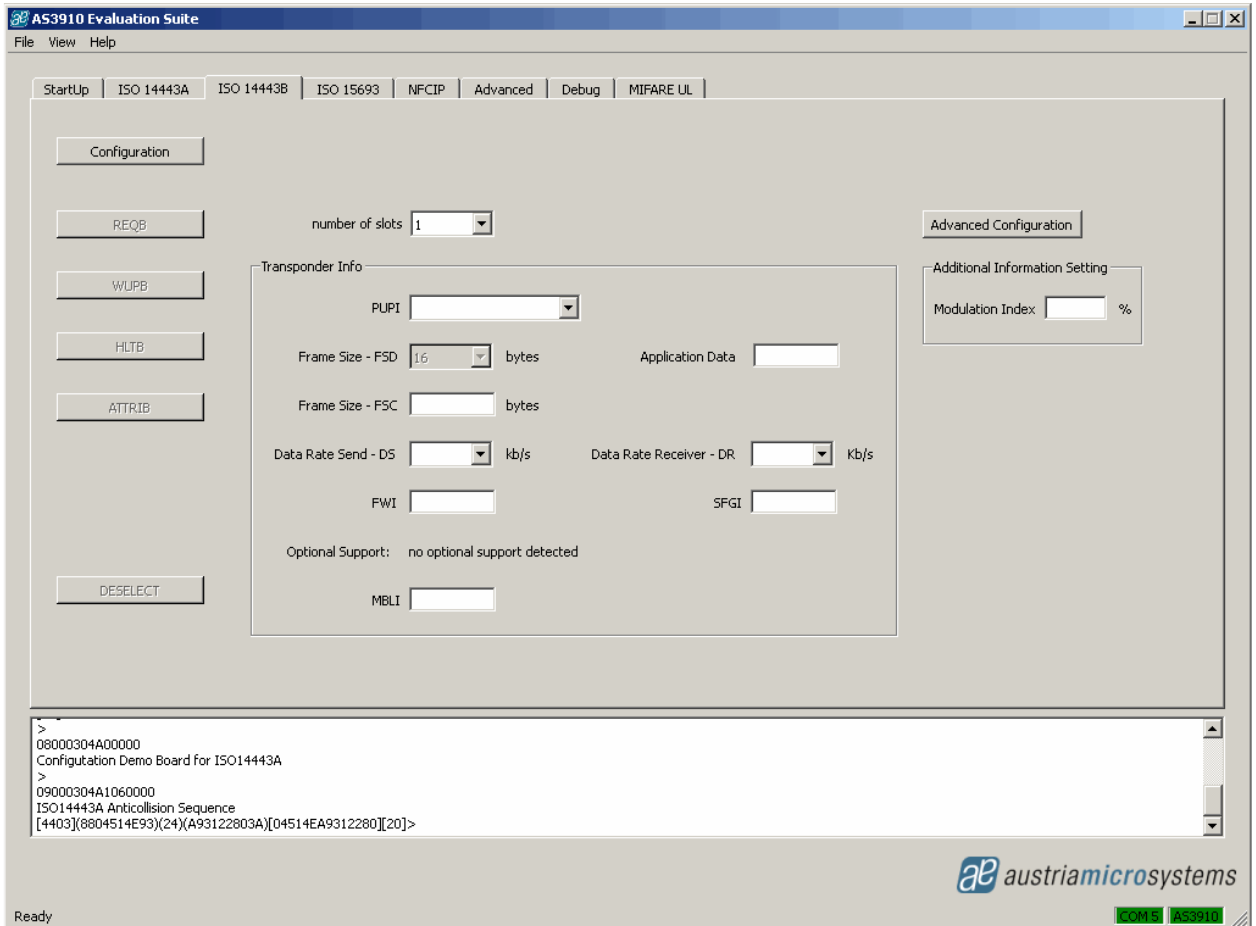 AS3910 Evaluation Suite
File View Help
StartUp ISO 14443A ISO 14443B ISO 15693 NFCIP Advanced Debug MIFARE UL
Configuration
REQB number of slots 1 Advanced Configuration
Transponder Info Additional Information Setting
WUPB
PUPI Modulation Index %
HLTB Frame Size - FSD 16 bytes Application Data
ATTRIB Frame Size - FSC bytes
Data Rate Send - DS kb/s Data Rate Receiver - DR Kb/s
FWI SFGI
Optional Support: no optional support detected
DESELECT
MBLI
>
08000304A00000
Configutation Demo Board for ISO14443A
>
09000304A1060000
ISO14443A Anticollision Sequence
[4403](8804514E93)(24)(A93122803A)[04514EA9312280][20]>
ae austriamicrosystems
Ready COM 5 AS3910